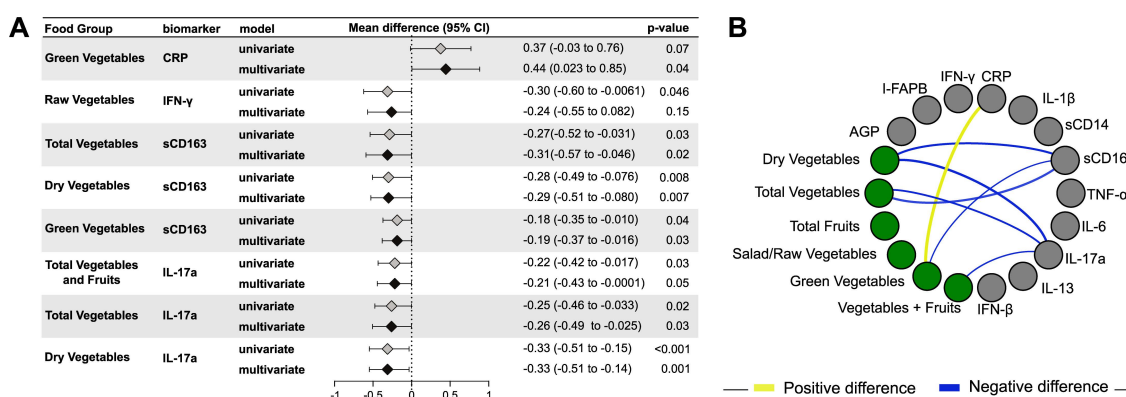 A
Food Group biomarker model Mean difference (95% CI) p-value
Green Vegetables CRP univariate 0.37 (-0.03 to 0.76) 0.07
multivariate 0.44 (0.023 to 0.85) 0.04
Raw Vegetables IFN-γ univariate -0.30 (-0.60 to -0.0061) 0.046
multivariate -0.24 (-0.55 to 0.082) 0.15
Total Vegetables sCD163 univariate -0.27(-0.52 to -0.031) 0.03
multivariate -0.31(-0.57 to -0.046) 0.02
Dry Vegetables sCD163 univariate -0.28 (-0.49 to -0.076) 0.008
multivariate -0.29 (-0.51 to -0.080) 0.007
Green Vegetables sCD163 univariate -0.18 (-0.35 to -0.010) 0.04
multivariate -0.19 (-0.37 to -0.016) 0.03
Total Vegetables and Fruits IL-17a univariate -0.22 (-0.42 to -0.017) 0.03
multivariate -0.21 (-0.43 to -0.0001) 0.05
Total Vegetables IL-17a univariate -0.25 (-0.46 to -0.033) 0.02
multivariate -0.26 (-0.49 to -0.025) 0.03
Dry Vegetables IL-17a univariate -0.33 (-0.51 to -0.15) <0.001
multivariate -0.33 (-0.51 to -0.14) 0.001
-1 -0.5 0 0.5 1
B
IFN-γ CRP
I-FAPB IL-1β
AGP sCD14
Dry Vegetables sCD16
Total Vegetables TNF-α
Total Fruits IL-6
Salad/Raw Vegetables IL-17a
Green Vegetables IL-13
Vegetables + Fruits IFN-β
Positive difference Negative difference